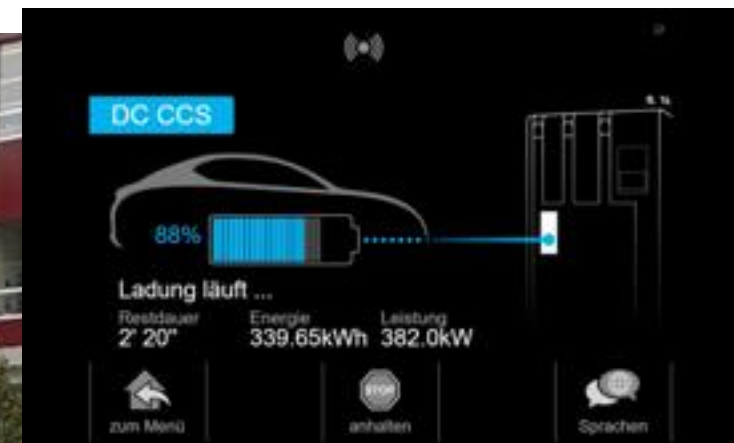 DC CCS
88%
Ladung läuft ...
Restdauer Energie Leistung
2' 20" 339.65kWh 382.0kW
STOP
zum Menü anhalten Sprachen